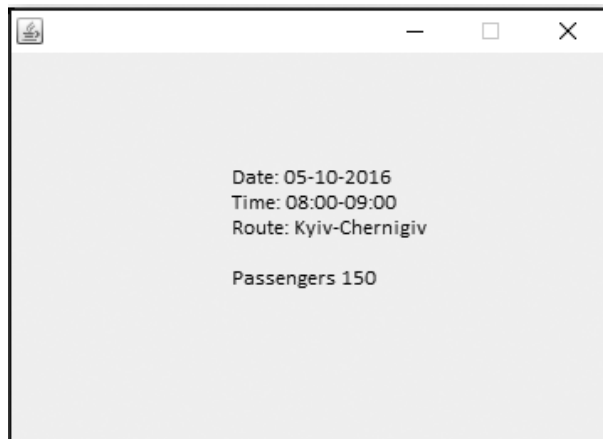 Date: 05-10-2016
Time: 08:00-09:00
Route: Kyiv-Chernigiv
Passengers 150